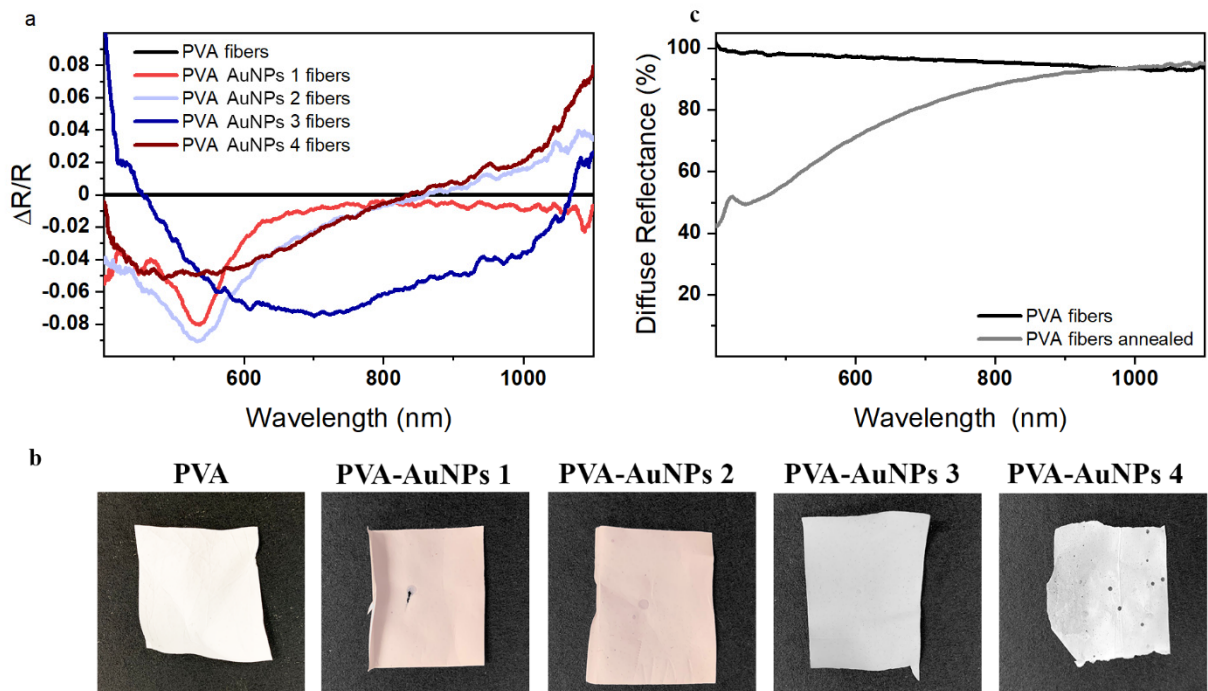 a
ΔR/R
0.08
0.06
0.04
0.02
0
-0.02
-0.04
-0.06
-0.08
PVA fibers
PVA AuNPs 1 fibers
PVA AuNPs 2 fibers
PVA AuNPs 3 fibers
PVA AuNPs 4 fibers
600
800
1000
Wavelength (nm)
c
Diffuse Reflectance (%)
100
80
60
40
20
PVA fibers
PVA fibers annealed
600
800
1000
Wavelength (nm)
b
PVA
PVA-AuNPs 1
PVA-AuNPs 2
PVA-AuNPs 3
PVA-AuNPs 4